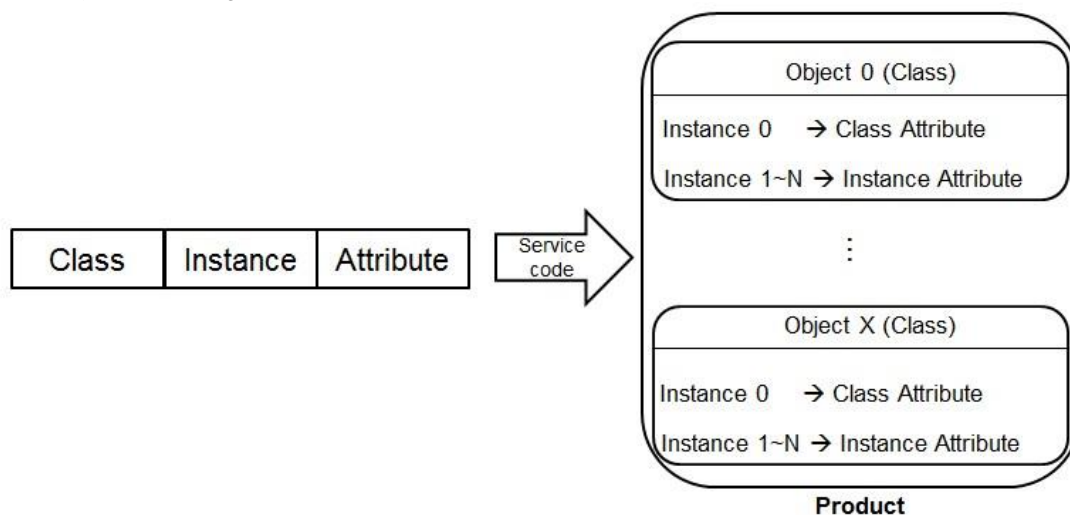 Class Instance Attribute
Service
code
Object 0 (Class)
Instance 0 → Class Attribute
Instance 1~N → Instance Attribute
⋮
Object X (Class)
Instance 0 → Class Attribute
Instance 1~N → Instance Attribute
Product